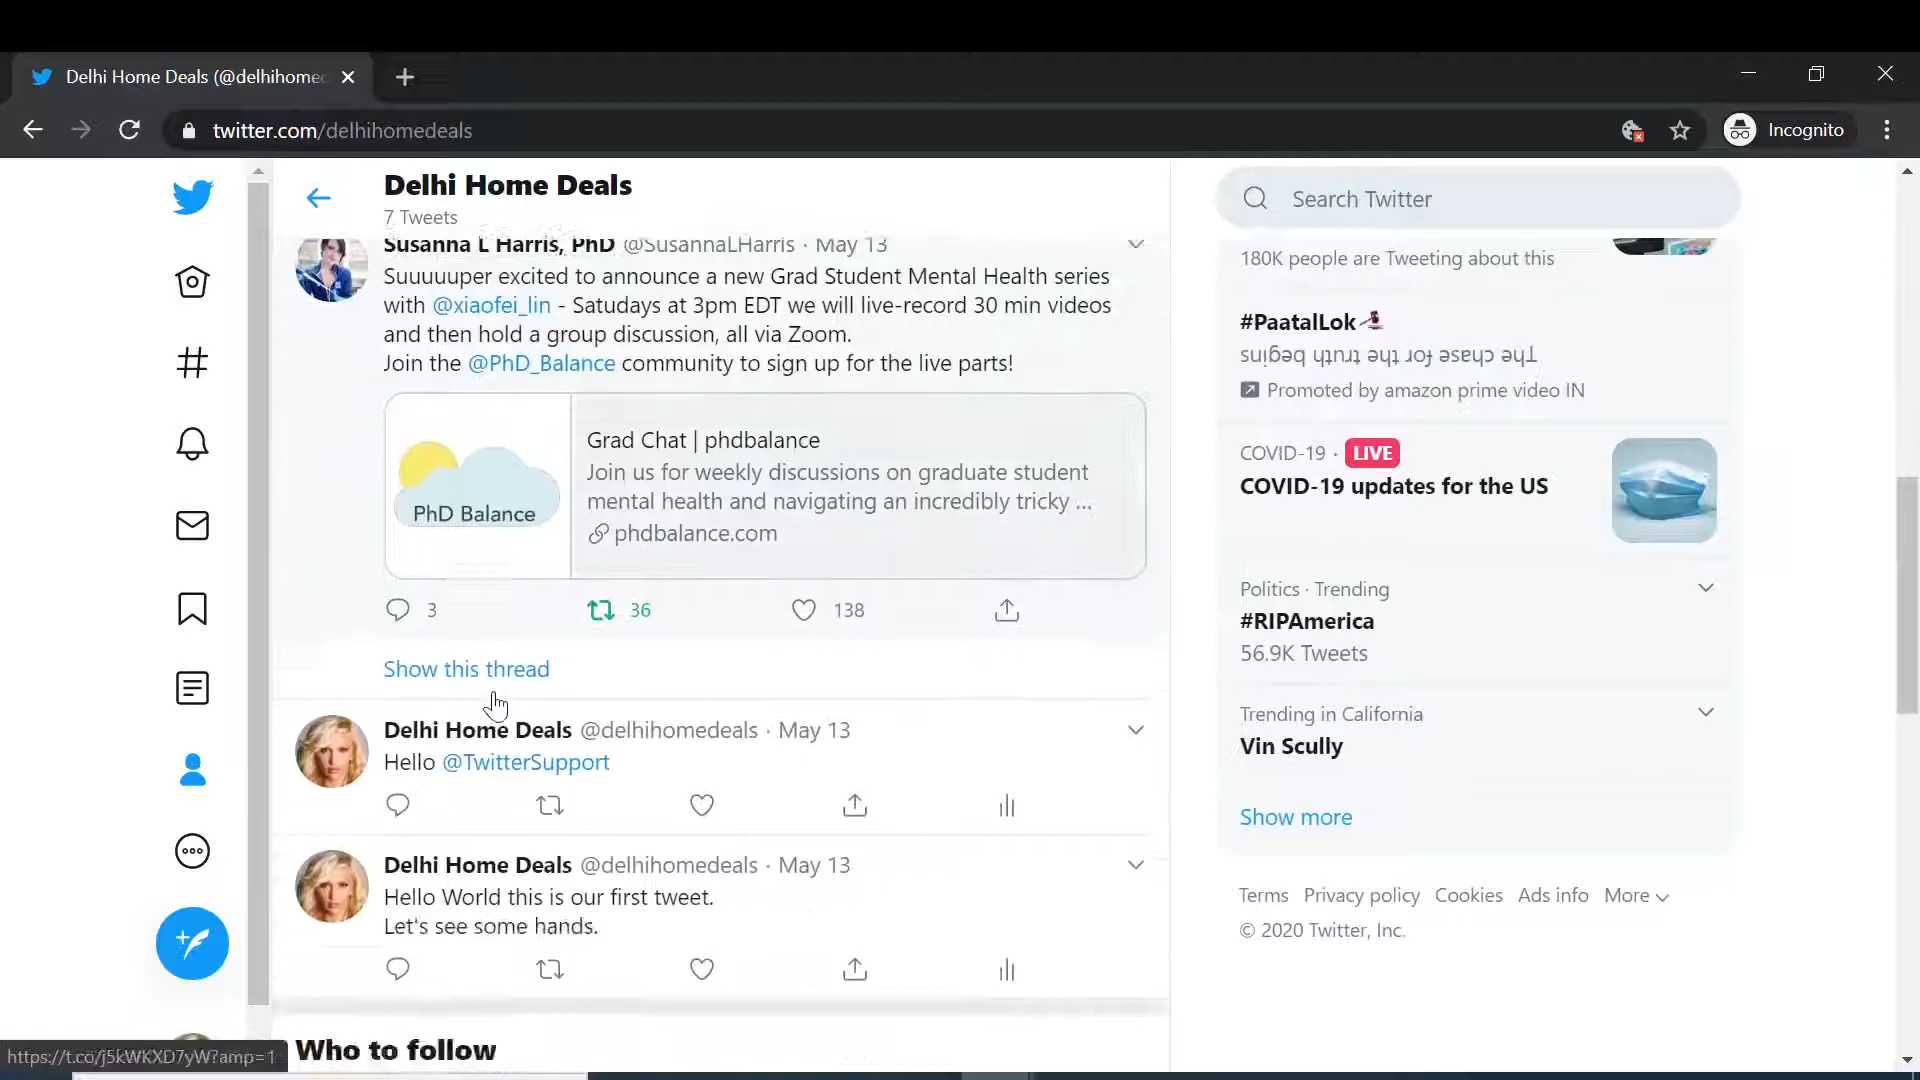 Delhi Home Deals (@delhihomed
twitter.com/delhihomedeals
Incognito
Delhi Home Deals
7 Tweets
Susanna L Harris, PhD @SusannaLHarris · May 13
Suuuuuper excited to announce a new Grad Student Mental Health series
with @xiaofei_lin - Satudays at 3pm EDT we will live-record 30 min videos
and then hold a group discussion, all via Zoom.
Join the @PhD_Balance community to sign up for the live parts!
PhD Balance
Grad Chat | phdbalance
Join us for weekly discussions on graduate student
mental health and navigating an incredibly tricky ...
phdbalance.com
3 36 138
Show this thread
Delhi Home Deals @delhihomedeals · May 13
Hello @TwitterSupport
Delhi Home Deals @delhihomedeals · May 13
Hello World this is our first tweet.
Let's see some hands.
Who to follow
https://t.co/j5kWKXD7yW?amp=1
Search Twitter
180K people are Tweeting about this
#PaatalLok
suıƃǝq ɥʇnɹʇ ǝɥʇ ɹoɟ ǝsɐɥɔ ǝɥꓕ
Promoted by amazon prime video IN
COVID-19 · LIVE
COVID-19 updates for the US
Politics · Trending
#RIPAmerica
56.9K Tweets
Trending in California
Vin Scully
Show more
Terms Privacy policy Cookies Ads info More
© 2020 Twitter, Inc.